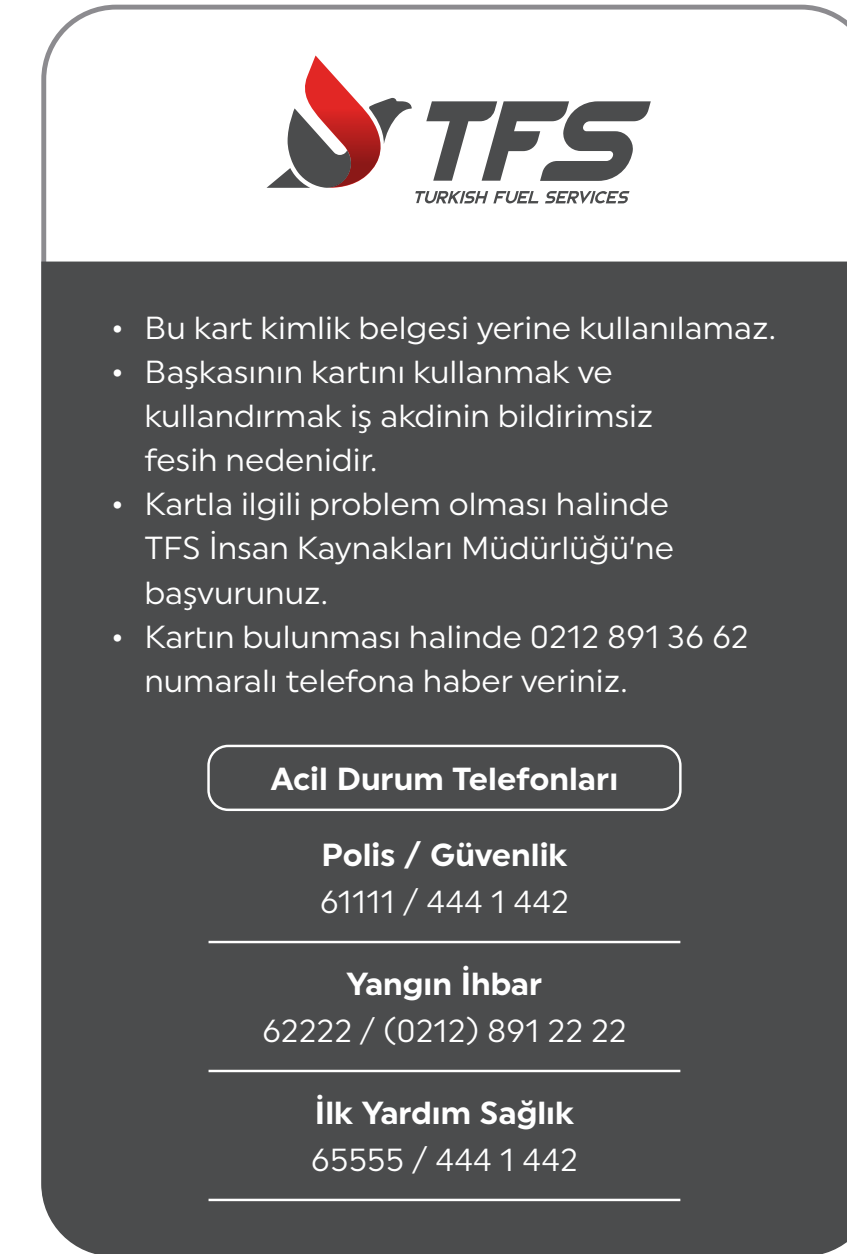 TFS
TURKISH FUEL SERVICES
• Bu kart kimlik belgesi yerine kullanılamaz.
• Başkasının kartını kullanmak ve
kullandırmak iş akdinin bildirimsiz
fesih nedenidir.
• Kartla ilgili problem olması halinde
TFS İnsan Kaynakları Müdürlüğü'ne
başvurunuz.
• Kartın bulunması halinde 0212 891 36 62
numaralı telefona haber veriniz.
Acil Durum Telefonları
Polis / Güvenlik
61111 / 444 1 442
Yangın İhbar
62222 / (0212) 891 22 22
İlk Yardım Sağlık
65555 / 444 1 442